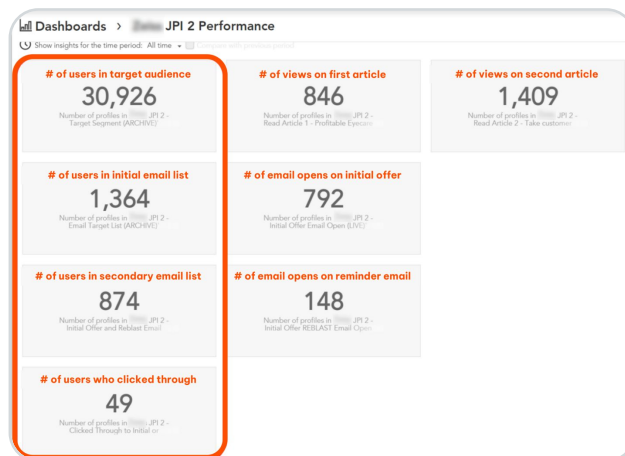 Dashboards > JPI 2 Performance
Show insights for the time period: All time
# of users in target audience
30,926
Number of profiles in JPI 2 -
Target Segment (ARCHIVE)
# of views on first article
846
Number of profiles in JPI 2 -
Read Article 1 - Profitable Eyecare
# of views on second article
1,409
Number of profiles in JPI 2 -
Read Article 2 - Take customer
# of users in initial email list
1,364
Number of profiles in JPI 2 -
Email Target List (ARCHIVE)
# of email opens on initial offer
792
Number of profiles in JPI 2 -
Initial Offer Email Open (LIVE)
# of users in secondary email list
874
Number of profiles in JPI 2 -
Initial Offer and Reblast Email
# of email opens on reminder email
148
Number of profiles in JPI 2 -
Initial Offer REBLAST Email Open
# of users who clicked through
49
Number of profiles in JPI 2 -
Clicked Through to Initial or